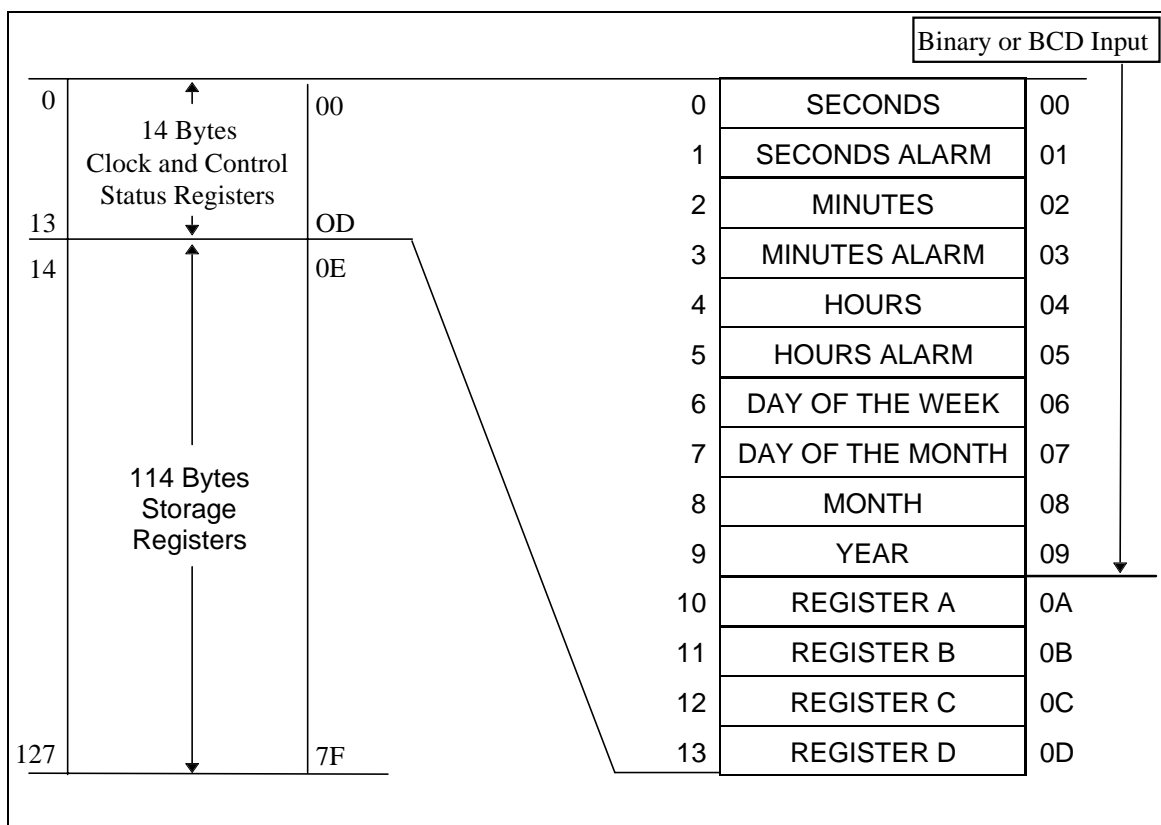 Binary or BCD Input
0 00
14 Bytes
Clock and Control
Status Registers
13 OD
14 0E
114 Bytes
Storage
Registers
127 7F
0 SECONDS 00
1 SECONDS ALARM 01
2 MINUTES 02
3 MINUTES ALARM 03
4 HOURS 04
5 HOURS ALARM 05
6 DAY OF THE WEEK 06
7 DAY OF THE MONTH 07
8 MONTH 08
9 YEAR 09
10 REGISTER A 0A
11 REGISTER B 0B
12 REGISTER C 0C
13 REGISTER D 0D